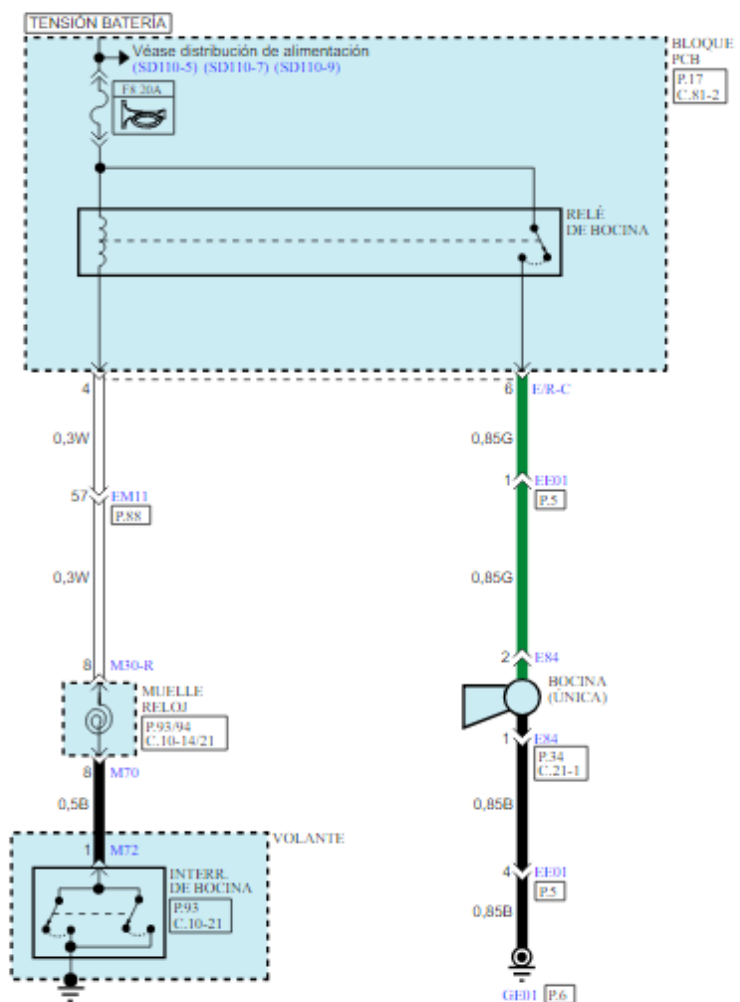 TENSIÓN BATERÍA
Véase distribución de alimentación
(SD110-5) (SD110-7) (SD110-9)
F8 20A
BLOQUE
PCB
P.17
C.81-2
RELÉ
DE BOCINA
4
6
E/R-C
0,3W
0,85G
57
EM11
P.88
1
EE01
P.5
0,3W
0,85G
8
M30-R
2
E84
MUELLE
RELOJ
P.93/94
C.10-14/21
BOCINA
(ÚNICA)
8
M70
1
E84
P.34
C.21-1
0,5B
0,85B
VOLANTE
1
M72
INTERR.
DE BOCINA
P.93
C.10-21
4
EE01
P.5
0,85B
GE01
P.6